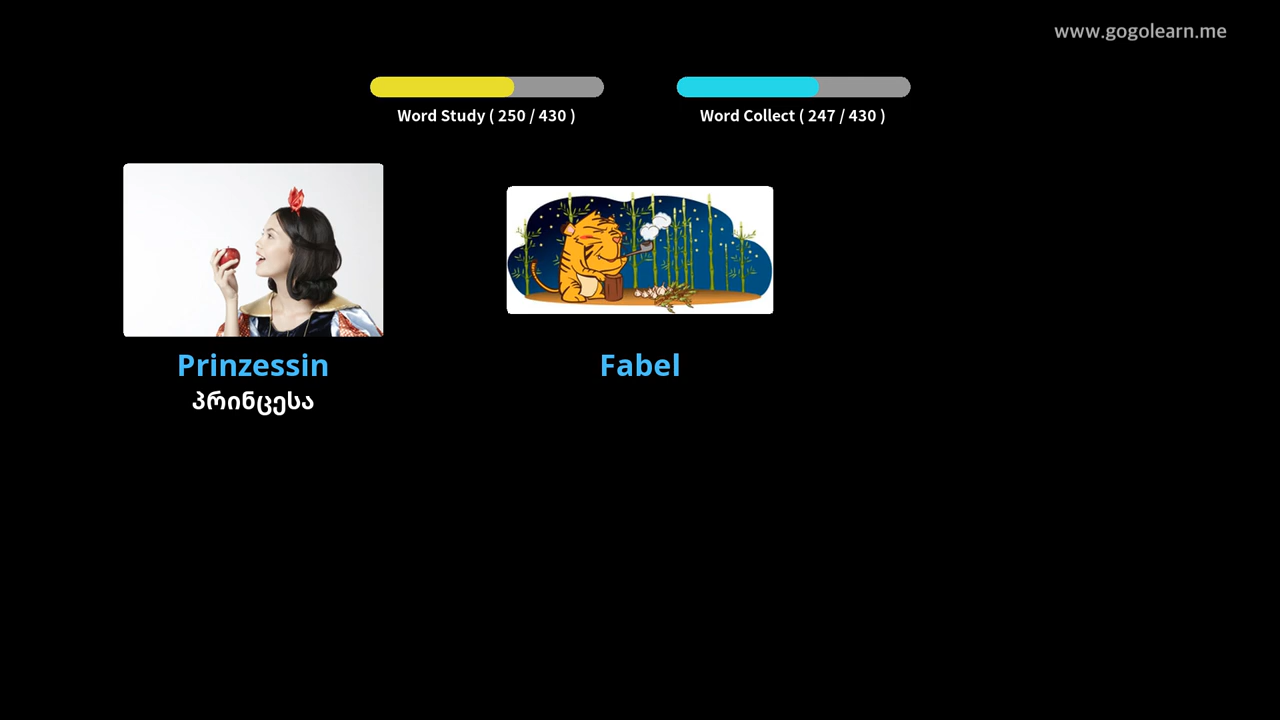 www.gogolearn.me
Word Study ( 250 / 430 )
Word Collect ( 247 / 430 )
Prinzessin
პრინცესა
Fabel